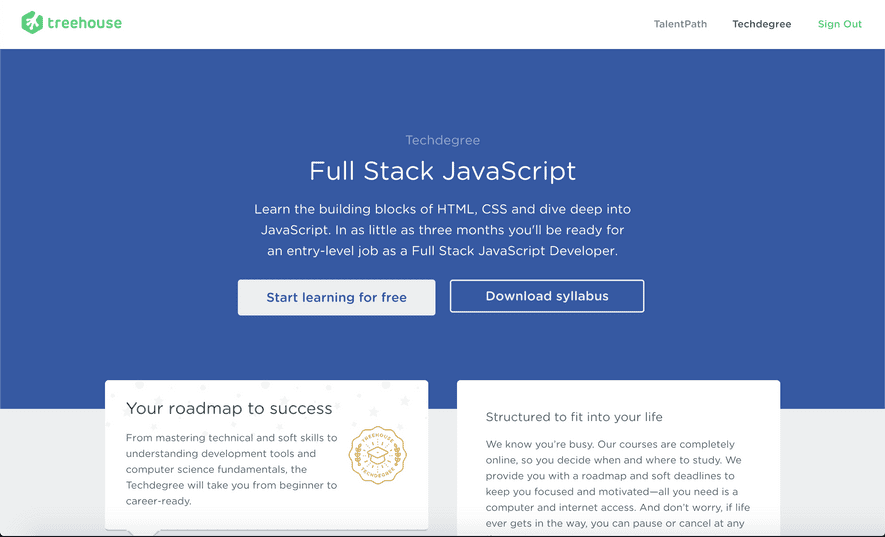 treehouse
TalentPath
Techdegree
Sign Out
Techdegree
Full Stack JavaScript
Learn the building blocks of HTML, CSS and dive deep into
JavaScript. In as little as three months you'll be ready for
an entry-level job as a Full Stack JavaScript Developer.
Start learning for free
Download syllabus
Your roadmap to success
From mastering technical and soft skills to
understanding development tools and
computer science fundamentals, the
Techdegree will take you from beginner to
career-ready.
TREEHOUSE
TECHDEGREE
Structured to fit into your life
We know you're busy. Our courses are completely
online, so you decide when and where to study. We
provide you with a roadmap and soft deadlines to
keep you focused and motivated—all you need is a
computer and internet access. And don't worry, if life
ever gets in the way, you can pause or cancel at any